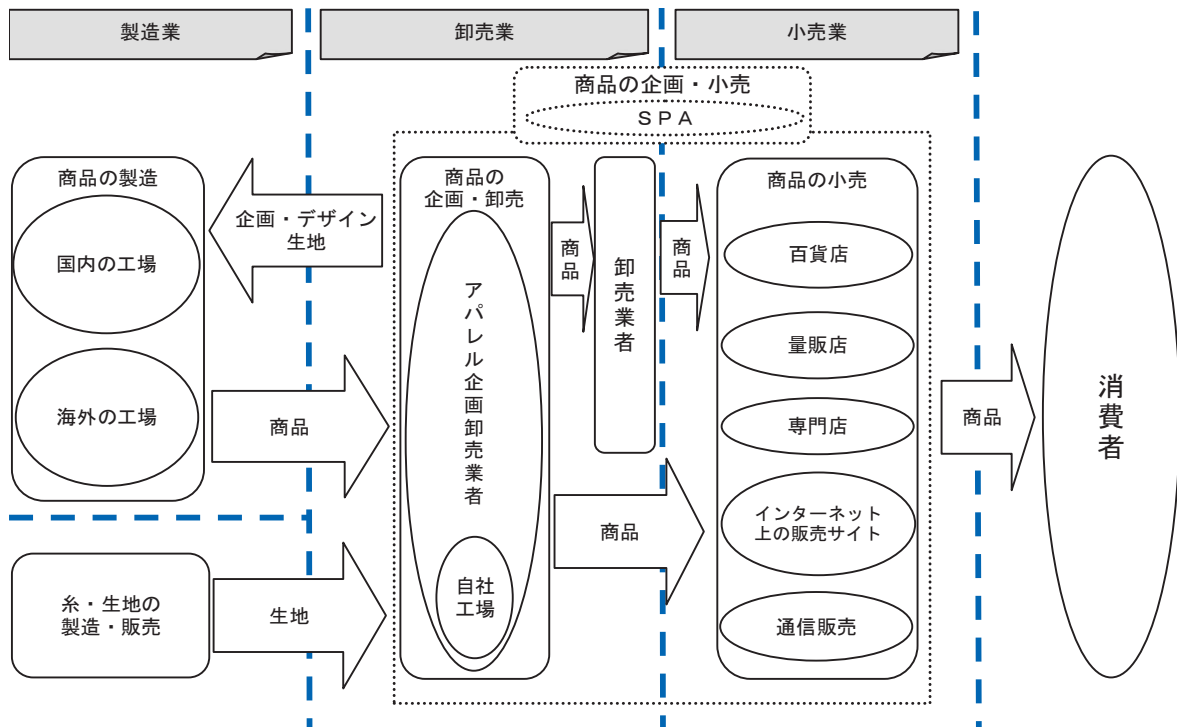 製造業
卸売業
小売業
商品の企画・小売
ＳＰＡ
商品の製造
国内の工場
海外の工場
企画・デザイン
生地
商品
商品の
企画・卸売
アパレル企画卸売業者
自社
工場
商品
卸売業者
商品
商品
商品の小売
百貨店
量販店
専門店
インターネット
上の販売サイト
通信販売
商品
消費者
糸・生地の
製造・販売
生地